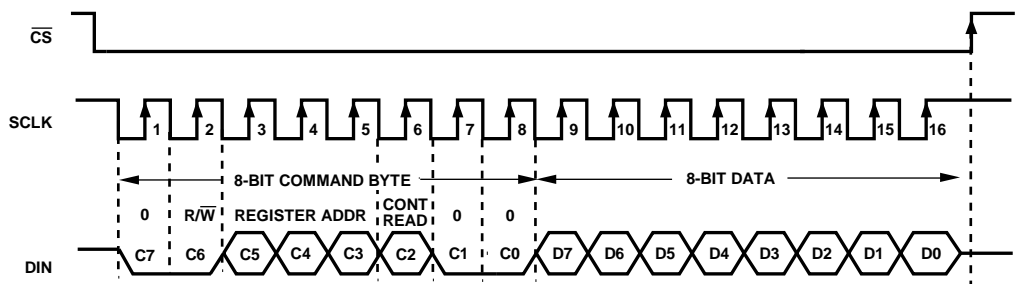 CS
SCLK 1 2 3 4 5 6 7 8 9 10 11 12 13 14 15 16
8-BIT COMMAND BYTE 8-BIT DATA
0 R/W REGISTER ADDR CONT READ 0 0
DIN C7 C6 C5 C4 C3 C2 C1 C0 D7 D6 D5 D4 D3 D2 D1 D0